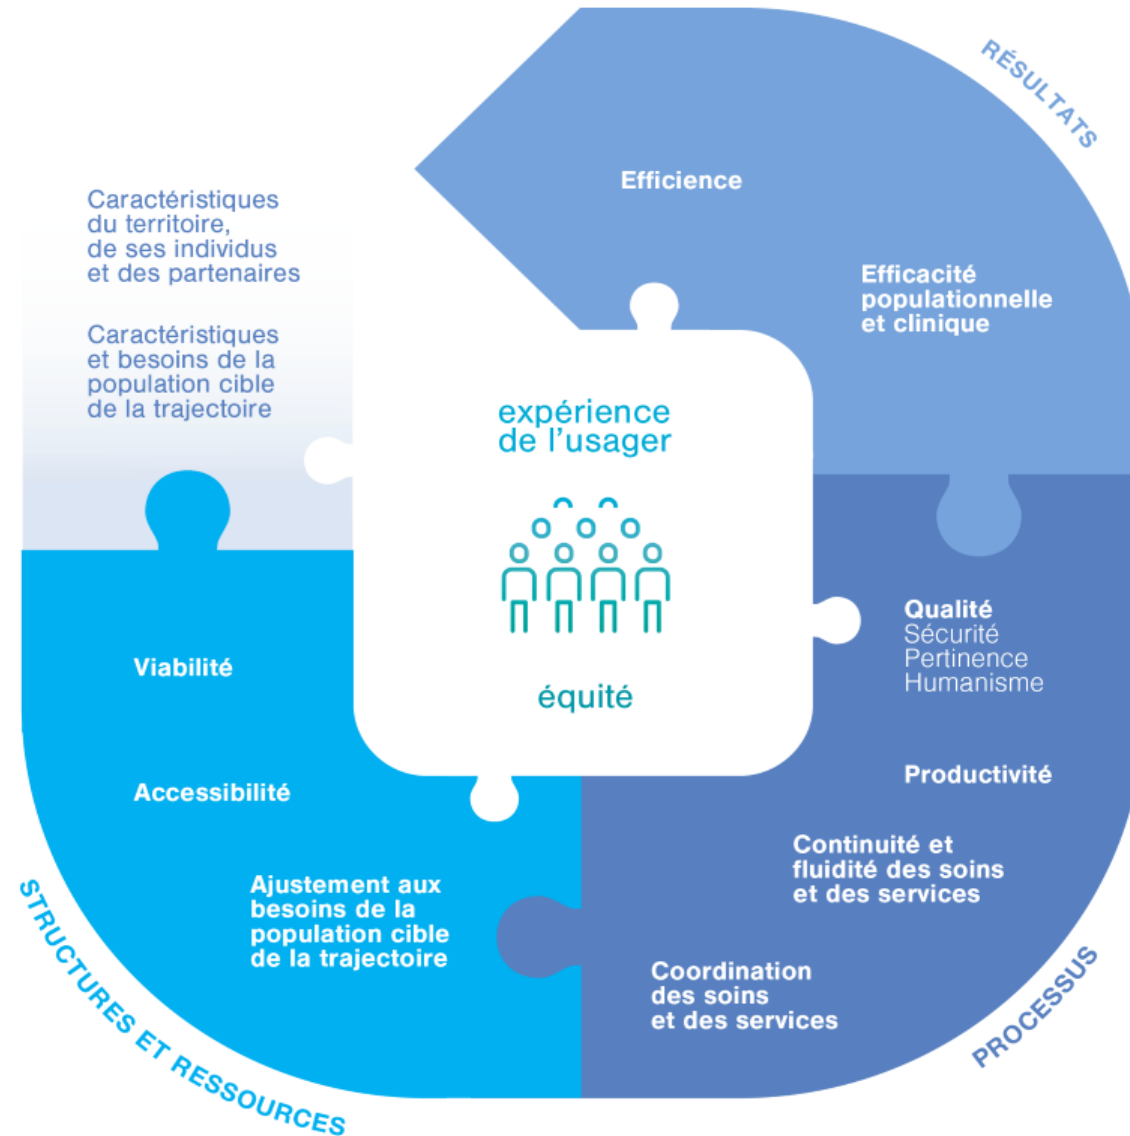 RÉSULTATS
Efficience
Efficacité
populationnelle
et clinique
Caractéristiques
du territoire,
de ses individus
et des partenaires
Caractéristiques
et besoins de la
population cible
de la trajectoire
expérience
de l'usager
équité
Qualité
Sécurité
Pertinence
Humanisme
Productivité
Continuité et
fluidité des soins
et des services
Coordination
des soins
et des services
PROCESSUS
Viabilité
Accessibilité
Ajustement aux
besoins de la
population cible
de la trajectoire
STRUCTURES ET RESSOURCES